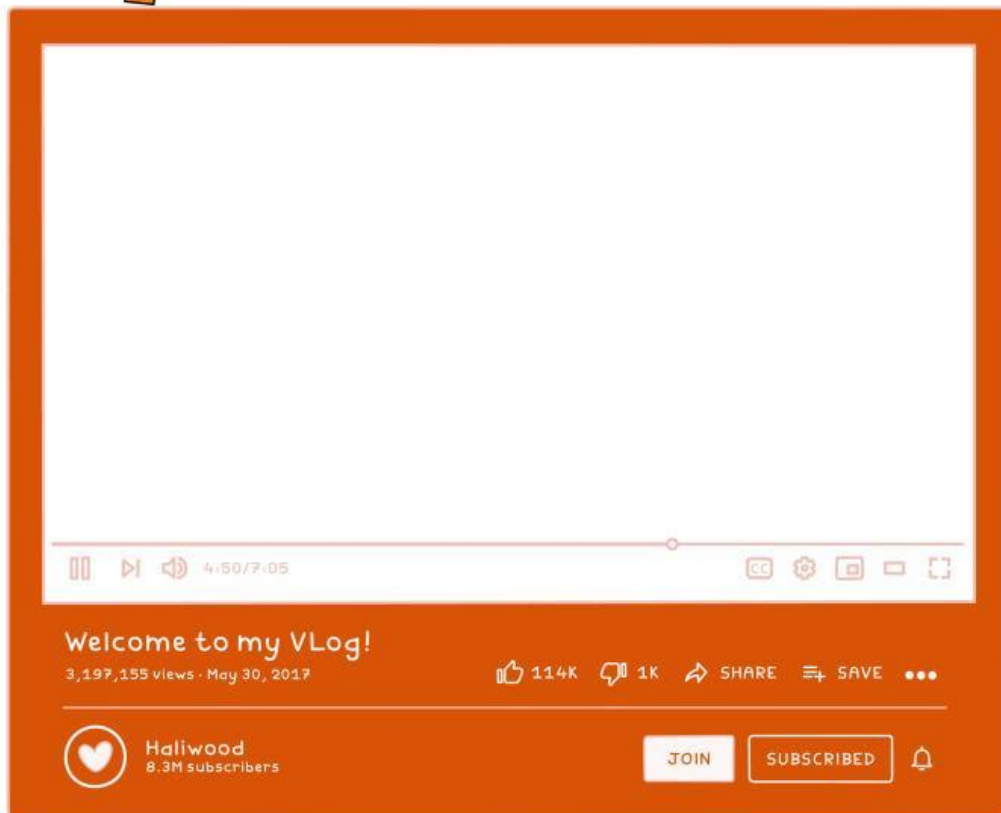 CC
4:50/7:05
Welcome to my VLog!
3,197,155 views · May 30, 2017
114K 1K SHARE SAVE
Haliwood
8.3M subscribers
JOIN SUBSCRIBED